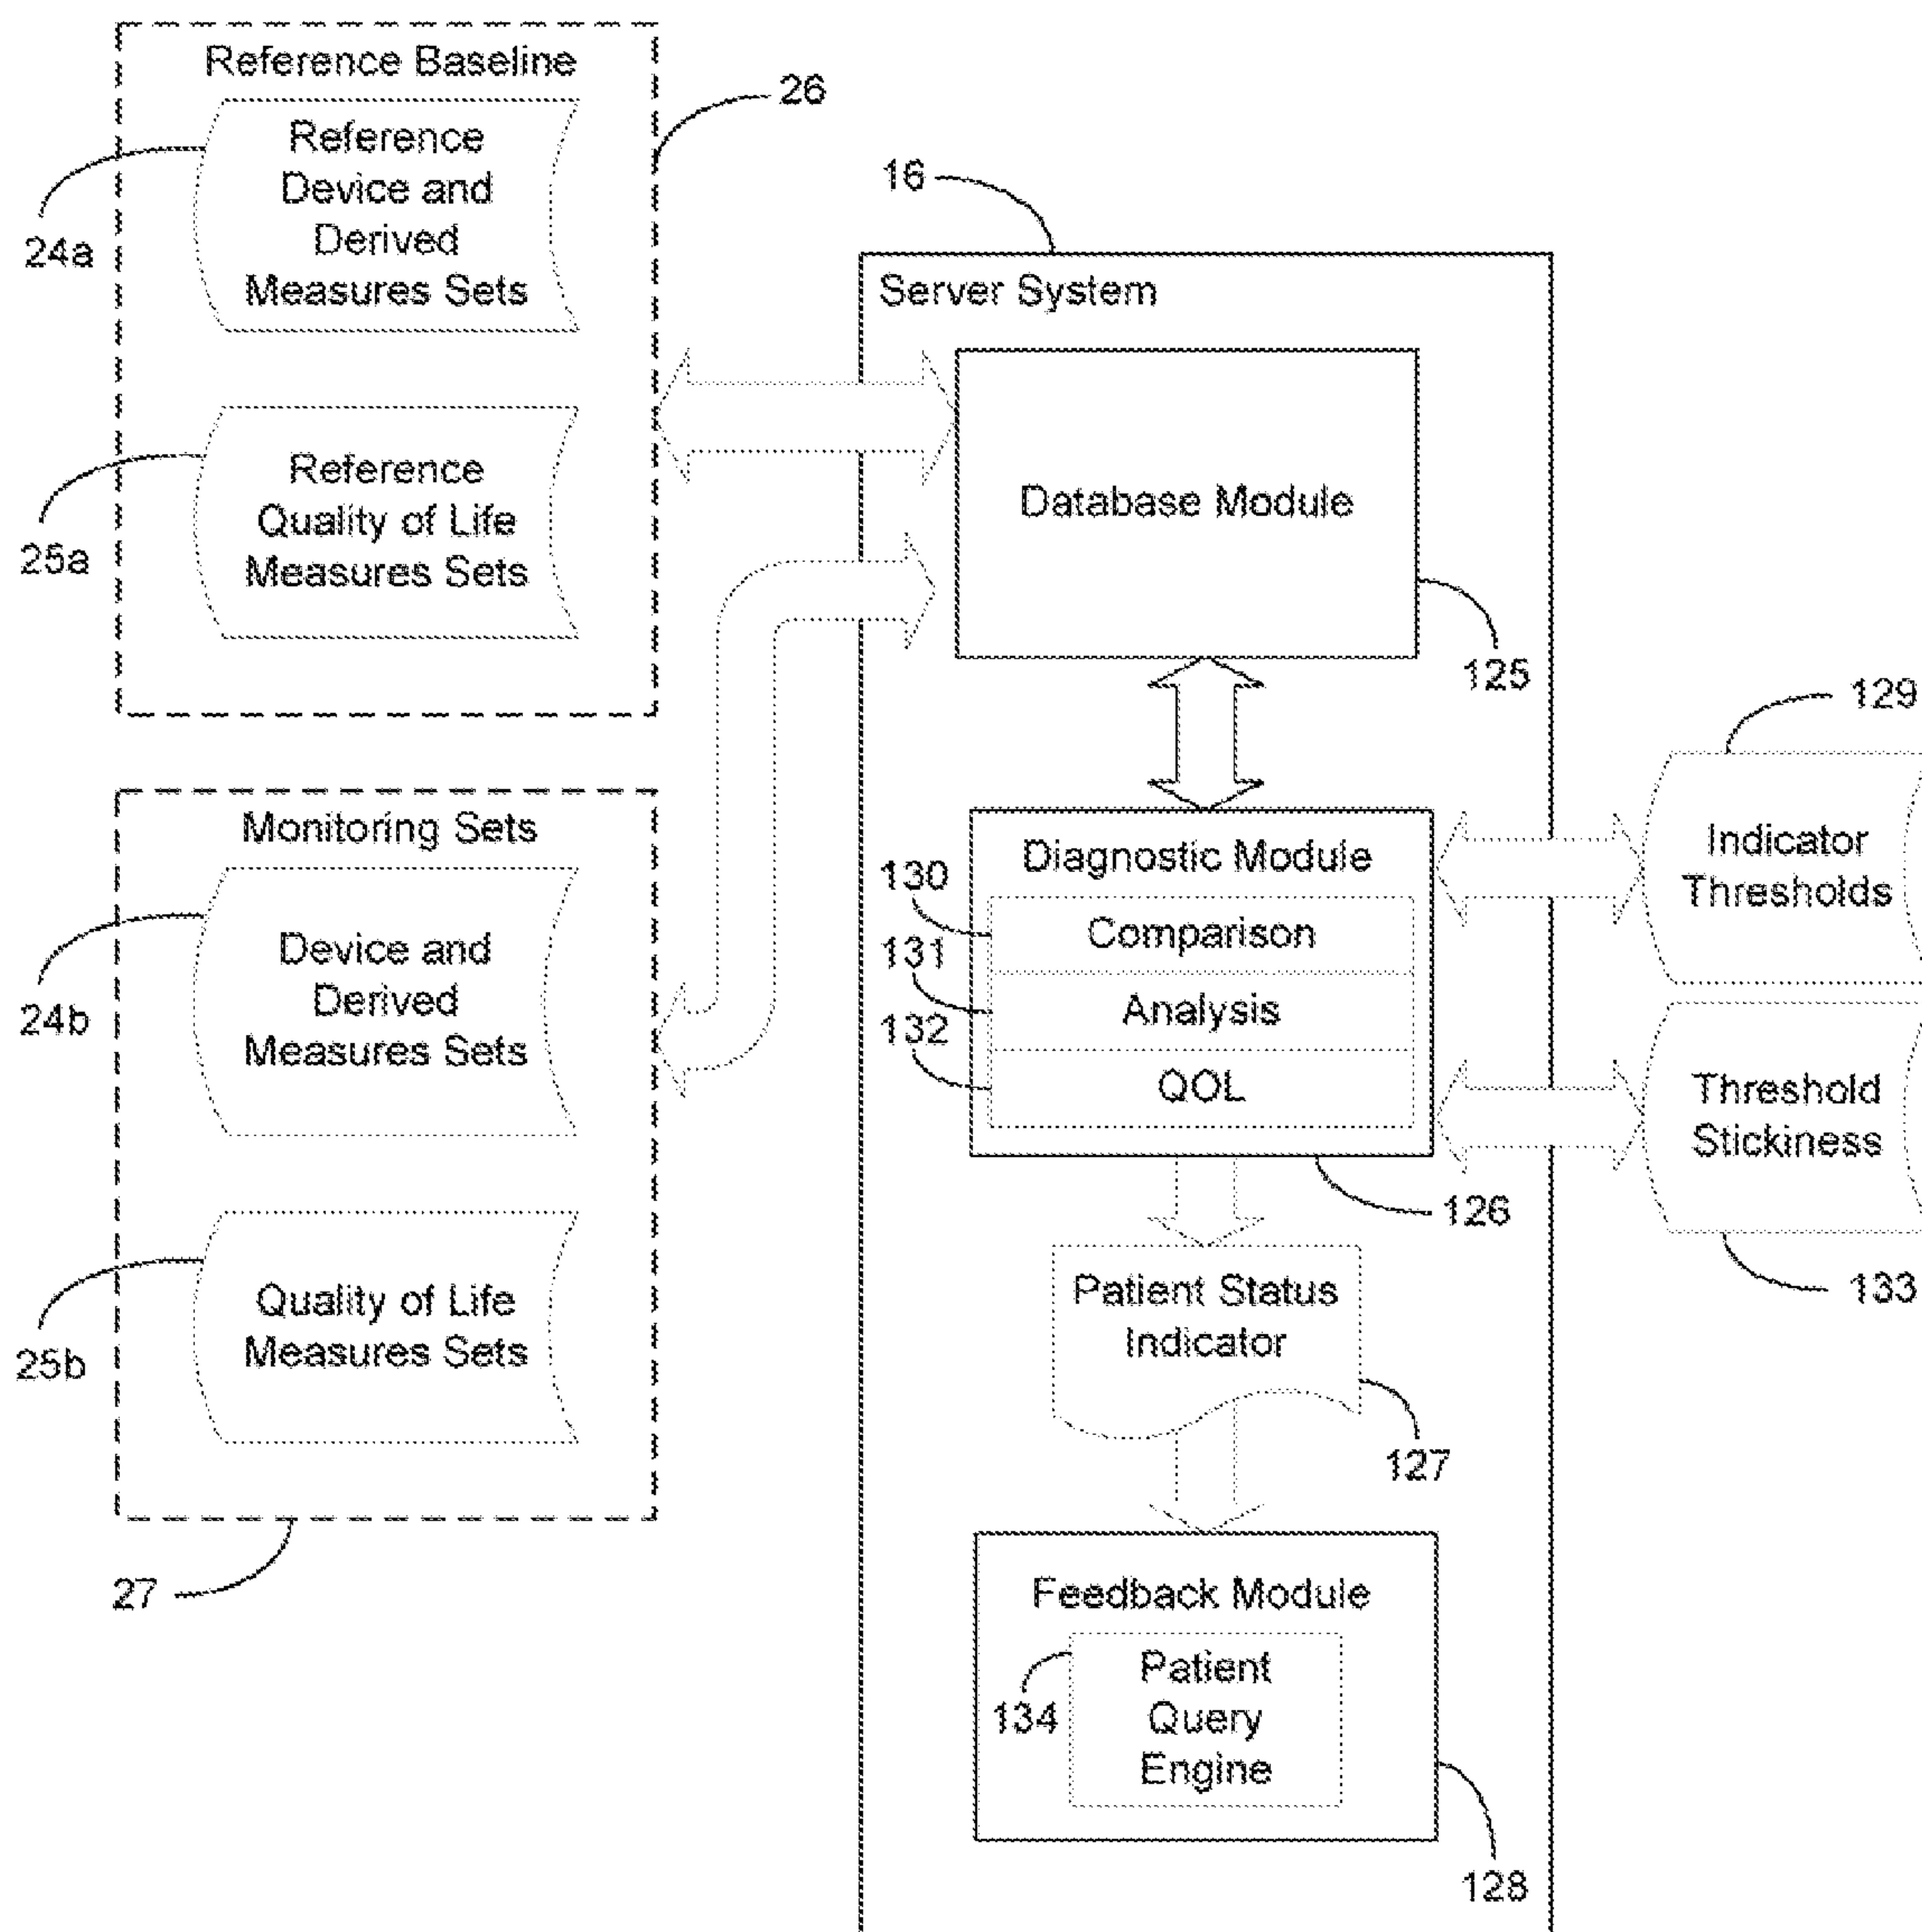 Reference Baseline
26
Reference
Device and
Derived
Measures Sets
24a
Reference
Quality of Life
Measures Sets
25a
16
Server System
Database Module
125
129
Monitoring Sets
Device and
Derived
Measures Sets
24b
Quality of Life
Measures Sets
25b
27
Diagnostic Module
130
Comparison
131
Analysis
132
QOL
126
Indicator
Thresholds
Threshold
Stickiness
133
Patient Status
Indicator
127
Feedback Module
134
Patient
Query
Engine
128